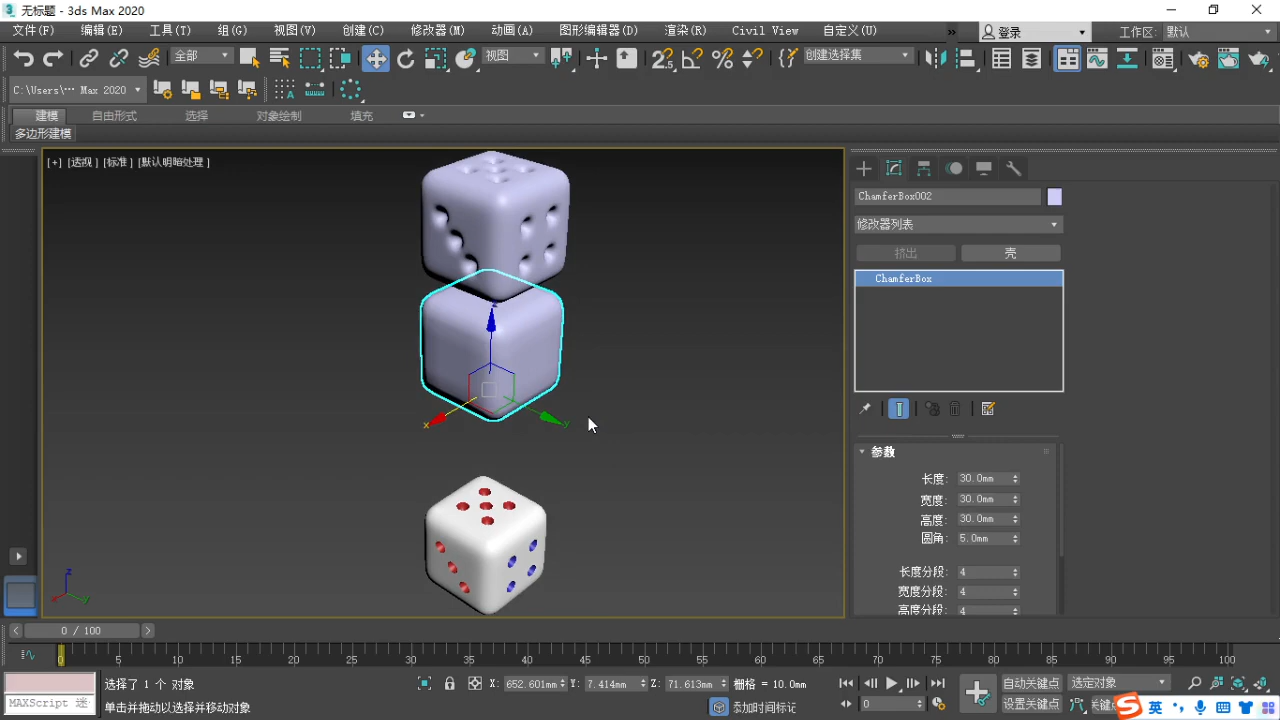 无标题 - 3ds Max 2020
文件(F) 编辑(E) 工具(T) 组(G) 视图(V) 创建(C) 修改器(M) 动画(A) 图形编辑器(D) 渲染(R) Civil View 自定义(U) » 登录 工作区: 默认
全部 视图 创建选择集
C:\Users\··· Max 2020
建模 自由形式 选择 对象绘制 填充
多边形建模
[+] [透视] [标准] [默认明暗处理]
ChamferBox002
修改器列表
挤出 壳
ChamferBox
参数
长度: 30.0mm
宽度: 30.0mm
高度: 30.0mm
圆角: 5.0mm
长度分段: 4
宽度分段: 4
高度分段: 4
z
x
y
z
y
0 / 100
0 5 10 15 20 25 30 35 40 45 50 55 60 65 70 75 80 85 90 95 100
选择了 1 个 对象 X: 652.601mm Y: 7.414mm Z: 71.613mm 栅格 = 10.0mm 自动关键点 选定对象
MAXScript 迷 单击并拖动以选择并移动对象 添加时间标记 0 设置关键点 关键点 英